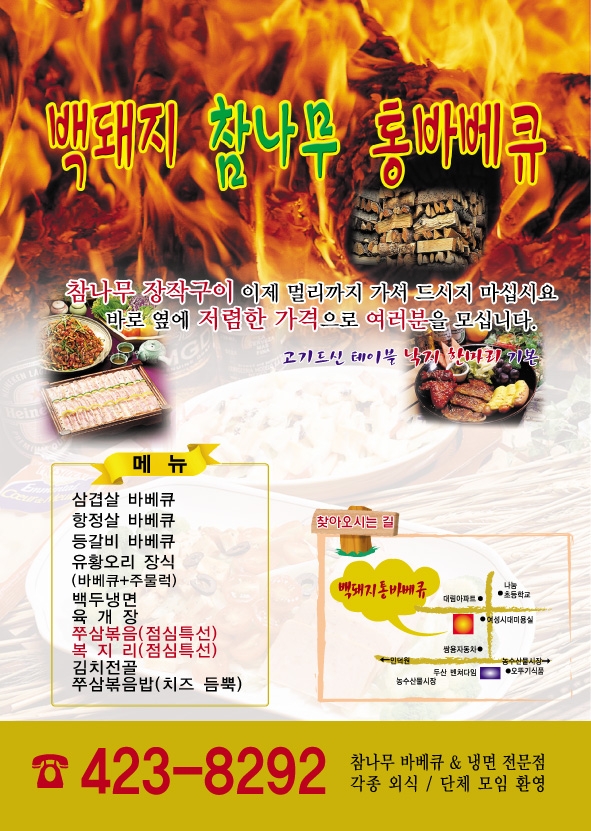 백돼지 참나무 통바베큐
참나무 장작구이 이제 멀리까지 가서 드시지 마십시요
바로 옆에 저렴한 가격으로 여러분을 모십니다.
고기드신 테이블 낙지 한마리 기본
메 뉴
삼겹살 바베큐
항정살 바베큐
등갈비 바베큐
유황오리 장식
(바베큐+주물럭)
백두냉면
육 개 장
쭈삼볶음(점심특선)
복 지 리(점심특선)
김치전골
쭈삼볶음밥(치즈 듬뿍)
찾아오시는 길
백돼지통바베큐
대림아파트
나눔
초등학교
여성시대미용실
쌍용자동차
←인덕원
농수산물시장→
두산 벤처다임
오뚜기식품
농수산물시장
☎ 423-8292
참나무 바베큐 & 냉면 전문점
각종 외식 / 단체 모임 환영